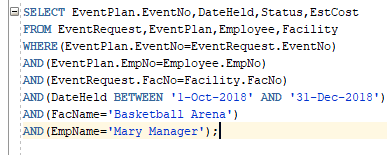 SELECT EventPlan.EventNo,DateHeld,Status,EstCost
FROM EventRequest,EventPlan,Employee,Facility
WHERE(EventPlan.EventNo=EventRequest.EventNo)
AND(EventPlan.EmpNo=Employee.EmpNo)
AND(EventRequest.FacNo=Facility.FacNo)
AND(DateHeld BETWEEN '1-Oct-2018' AND '31-Dec-2018')
AND(FacName='Basketball Arena')
AND(EmpName='Mary Manager');